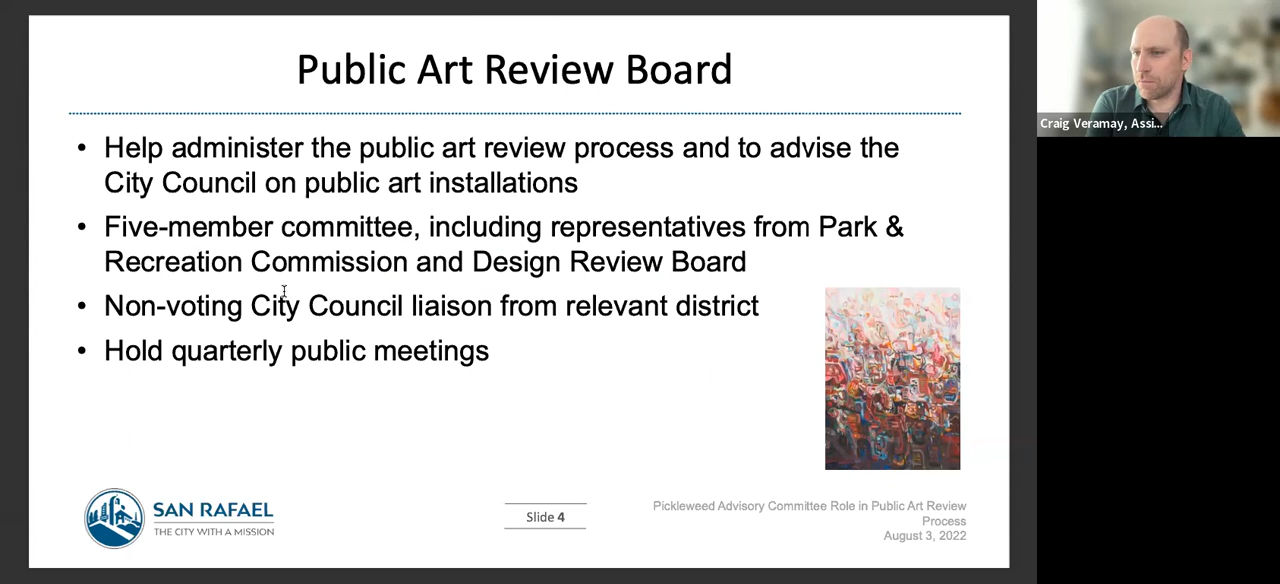 Public Art Review Board
• Help administer the public art review process and to advise the
City Council on public art installations
• Five-member committee, including representatives from Park &
Recreation Commission and Design Review Board
• Non-voting City Council liaison from relevant district
• Hold quarterly public meetings
SAN RAFAEL
THE CITY WITH A MISSION
Slide 4
Pickleweed Advisory Committee Role in Public Art Review
Process
August 3, 2022
Craig Veramay, Assi...